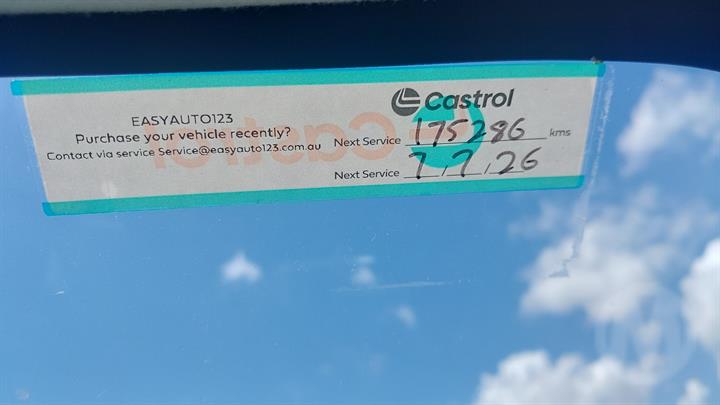 Castrol
EASYAUTO123
Purchase your vehicle recently?
Contact via service Service@easyauto123.com.au
Next Service 175286 kms
Next Service 7,7,26